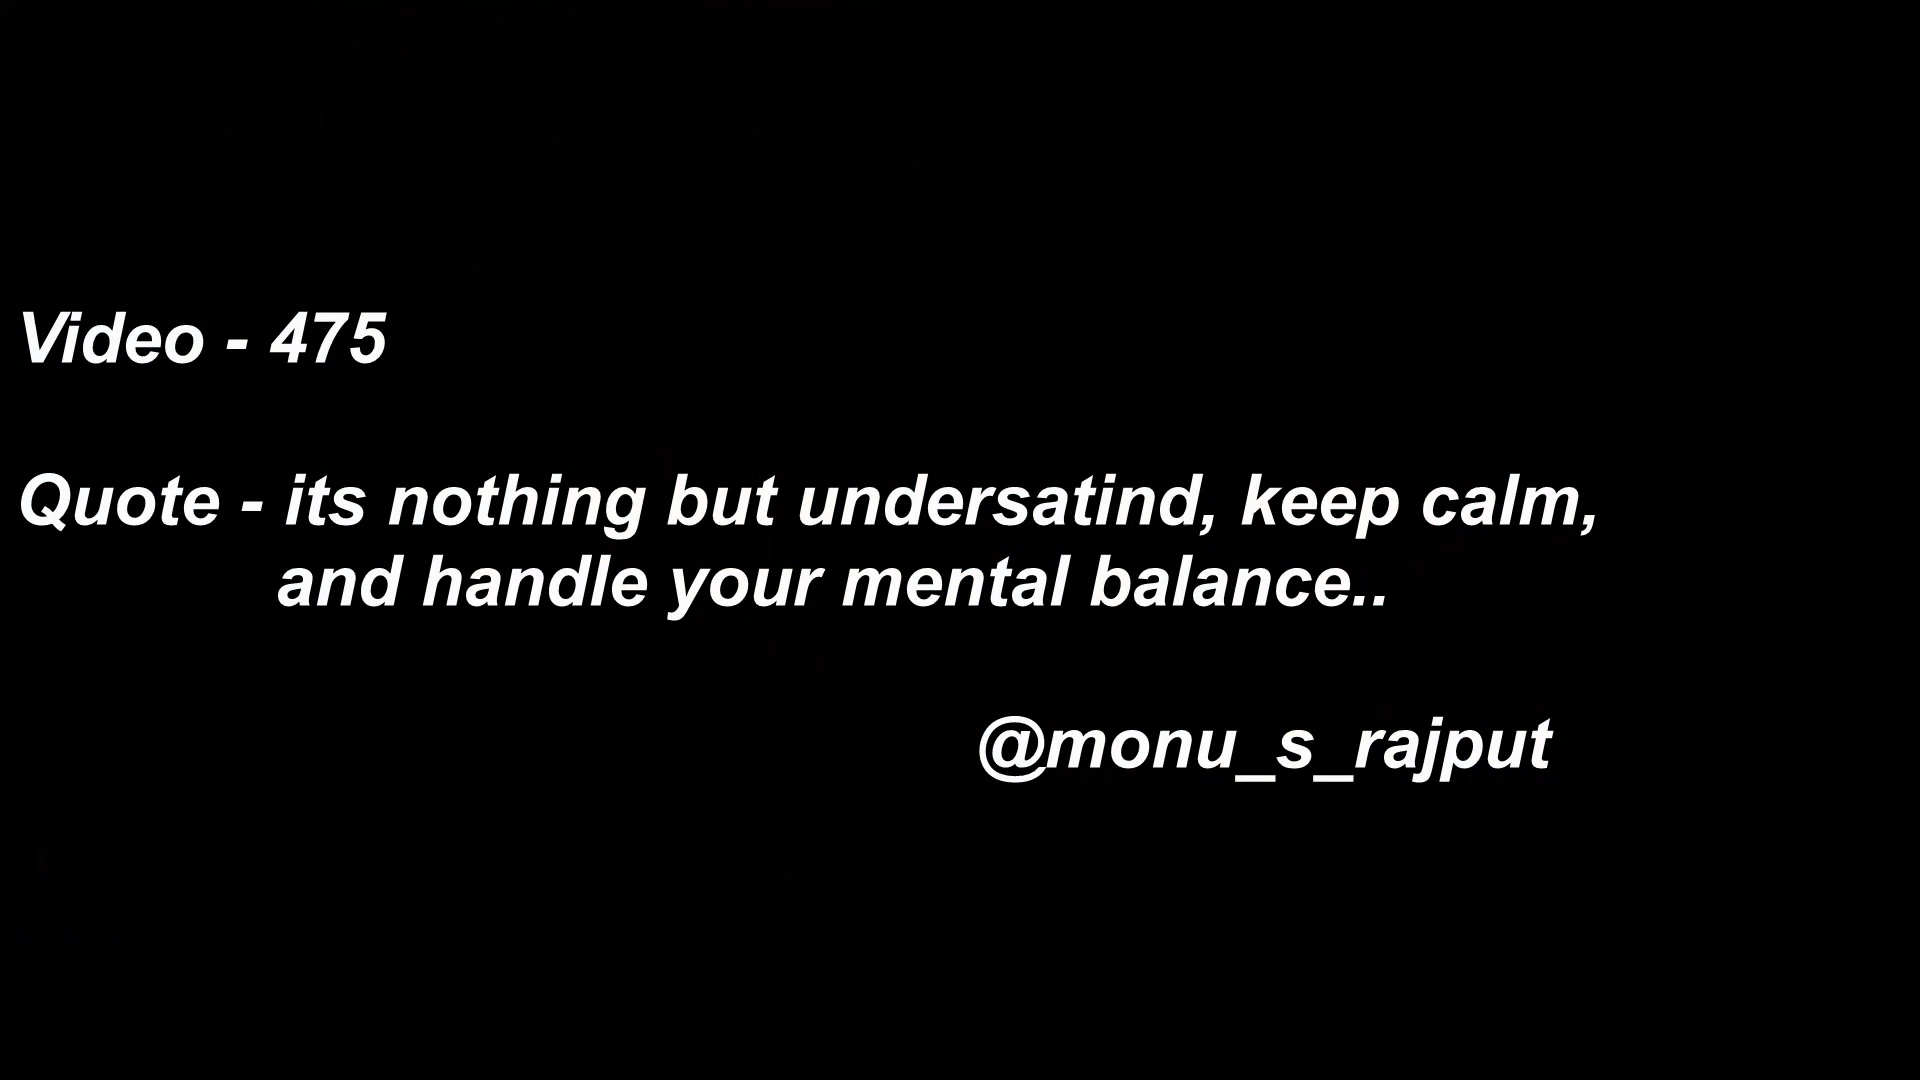 Video - 475
Quote - its nothing but undersatind, keep calm,
and handle your mental balance..
@monu_s_rajput